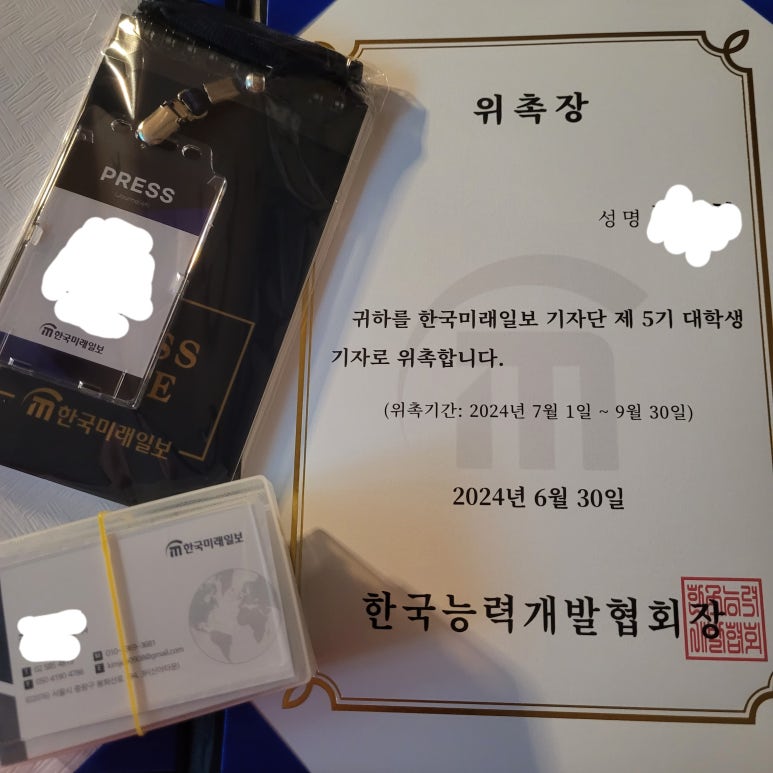 PRESS
한국미래일보
한국미래일보
한국미래일보
위촉장
성명
귀하를 한국미래일보 기자단 제 5기 대학생
기자로 위촉합니다.
(위촉기간: 2024년 7월 1일 ~ 9월 30일)
2024년 6월 30일
한국능력개발협회장